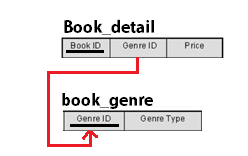 Book_detail
Book ID Genre ID Price
book_genre
Genre ID Genre Type